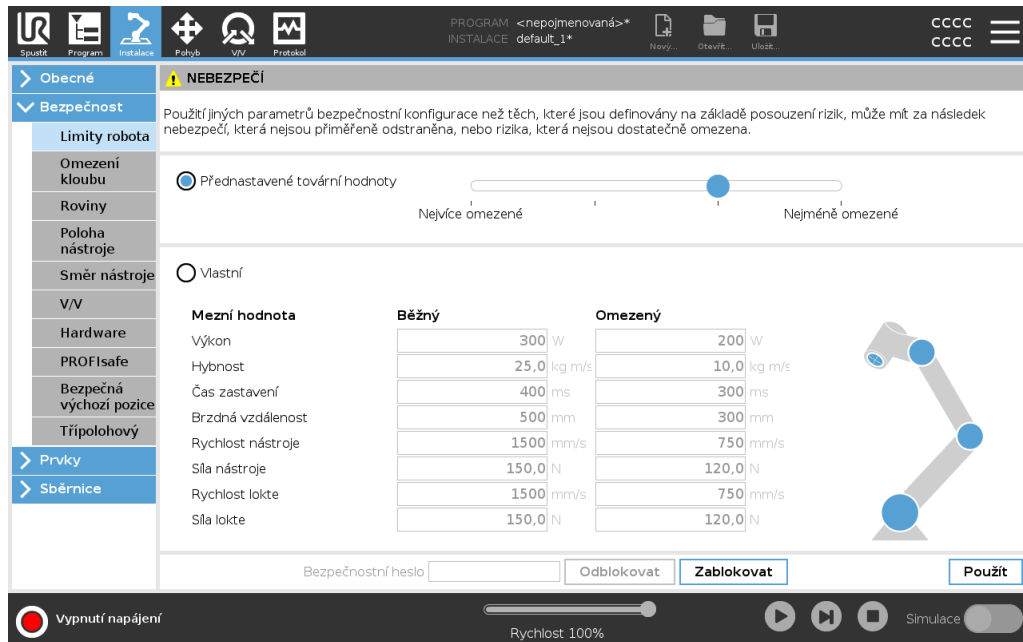 UR
PROGRAM <nepojmenovaná>*
INSTALACE default_1*
Spustit Program Instalace Pohyb V/V Protokol
Nový... Otevřít... Uložit...
CCCC
CCCC
Obecné
Bezpečnost
Limity robota
Omezení
kloubu
Roviny
Poloha
nástroje
Směr nástroje
V/V
Hardware
PROFIsafe
Bezpečná
výchozí pozice
Třípolohový
Prvky
Sběrnice
NEBEZPEČÍ
Použití jiných parametrů bezpečnostní konfigurace než těch, které jsou definovány na základě posouzení rizik, může mít za následek
nebezpečí, která nejsou přiměřeně odstraněna, nebo rizika, která nejsou dostatečně omezena.
Přednastavené tovární hodnoty
Nejvíce omezené Nejméně omezené
Vlastní
Mezní hodnota Běžný Omezený
Výkon 300 W 200 W
Hybnost 25,0 kg m/s 10,0 kg m/s
Čas zastavení 400 ms 300 ms
Brzdná vzdálenost 500 mm 300 mm
Rychlost nástroje 1500 mm/s 750 mm/s
Síla nástroje 150,0 N 120,0 N
Rychlost lokte 1500 mm/s 750 mm/s
Síla lokte 150,0 N 120,0 N
Bezpečnostní heslo Odblokovat Zablokovat Použít
Vypnutí napájení
Rychlost 100%
Simulace